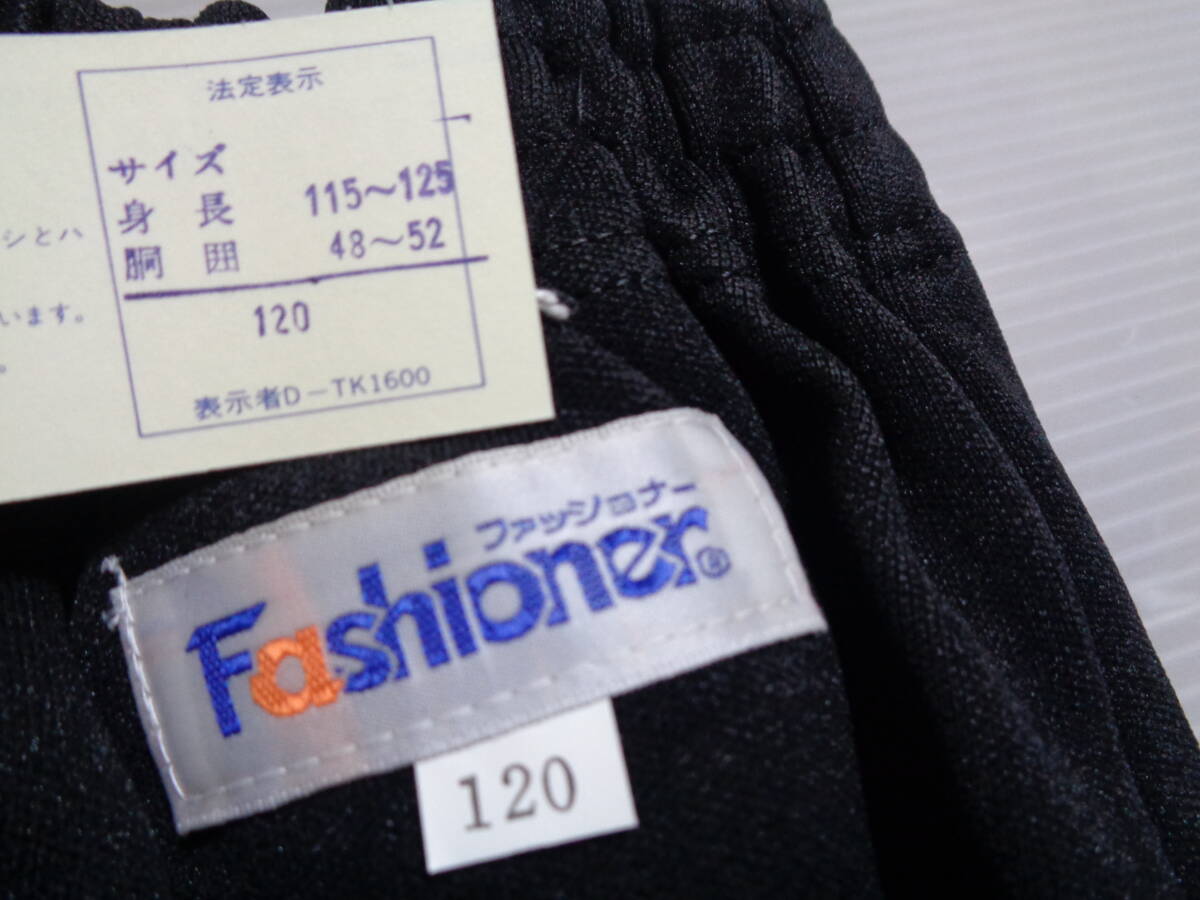 法定表示
サイズ
身長 115〜125
胴囲 48〜52
120
表示者D-TK1600
シとハ
います。
。
ファッショナー
Fashioner®
120